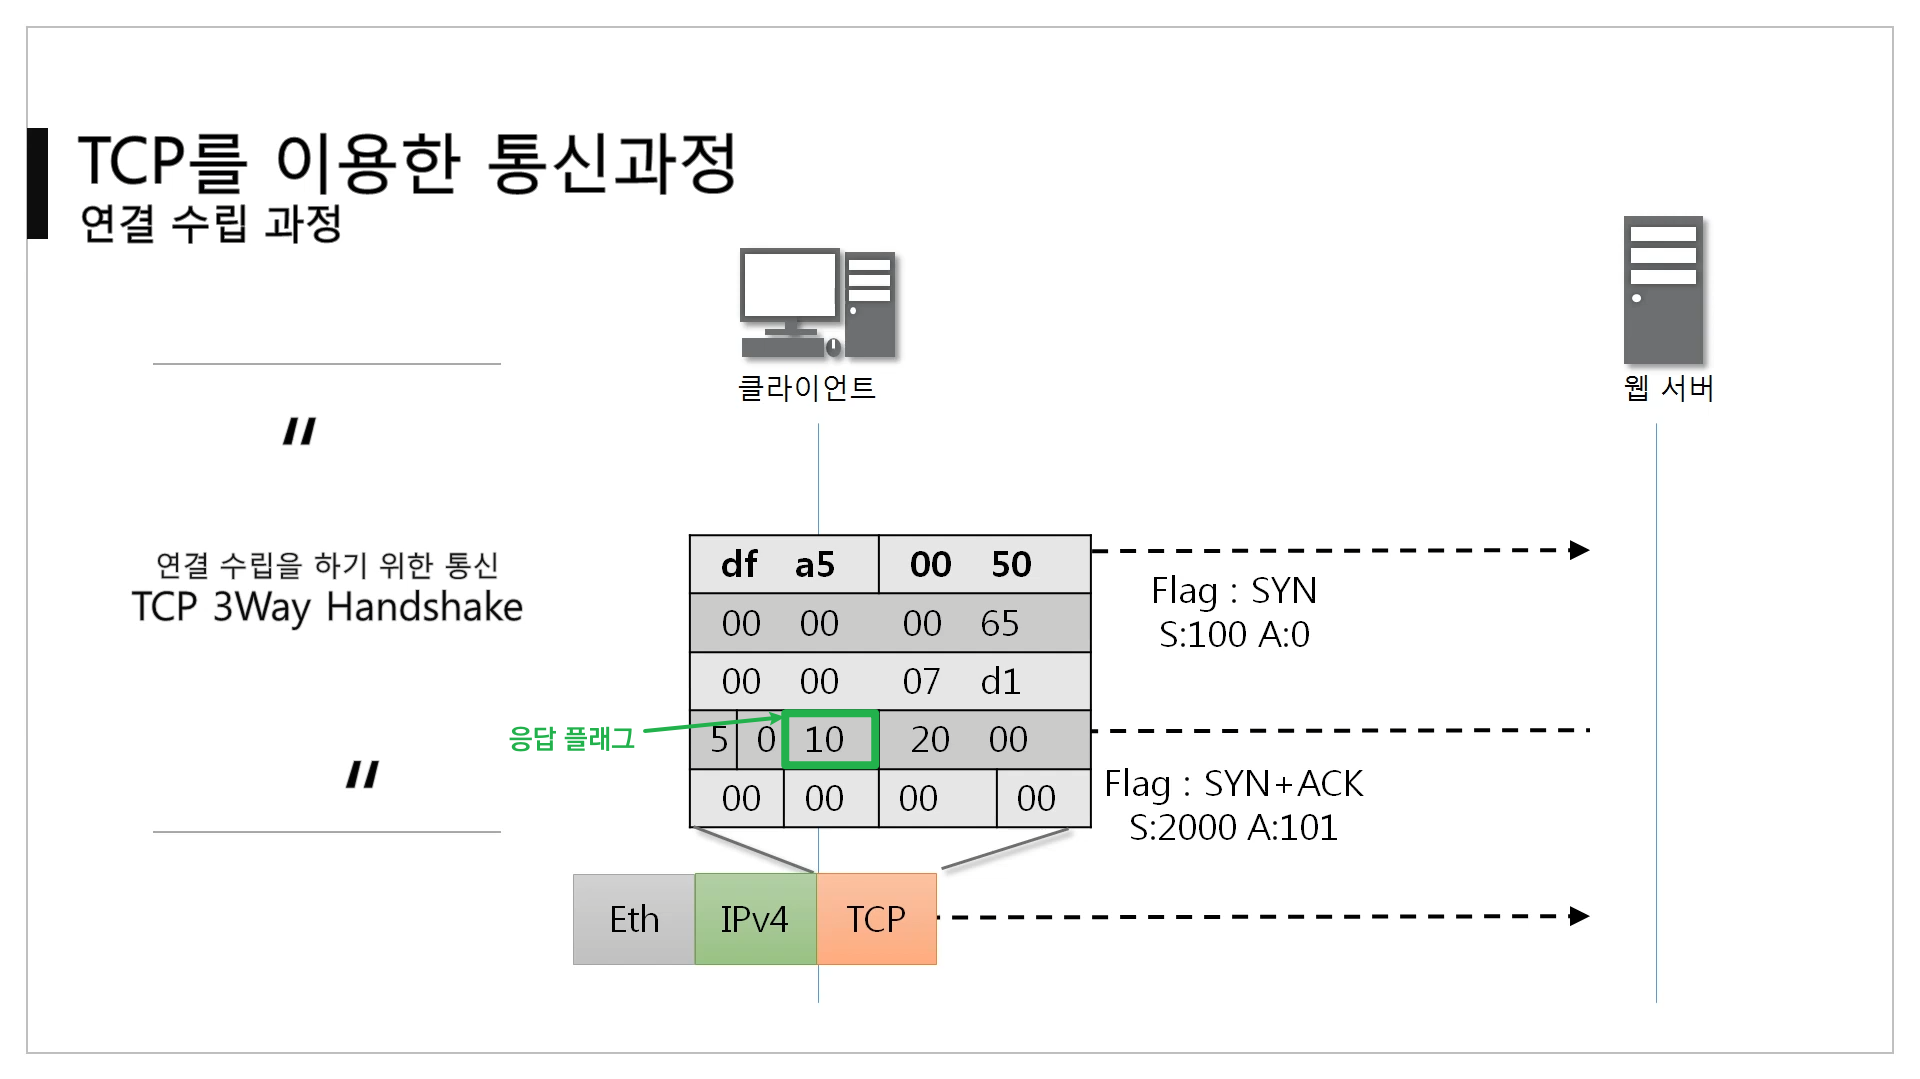 TCP를 이용한 통신과정
연결 수립 과정
클라이언트
웹 서버
"
연결 수립을 하기 위한 통신
TCP 3Way Handshake
"
df a5 00 50
00 00 00 65
00 00 07 d1
응답 플래그
5 0 10 20 00
00 00 00 00
Flag : SYN
S:100 A:0
Flag : SYN+ACK
S:2000 A:101
Eth IPv4 TCP